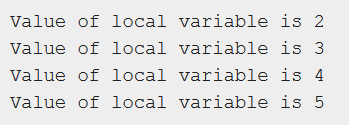 Value of local variable is 2
Value of local variable is 3
Value of local variable is 4
Value of local variable is 5